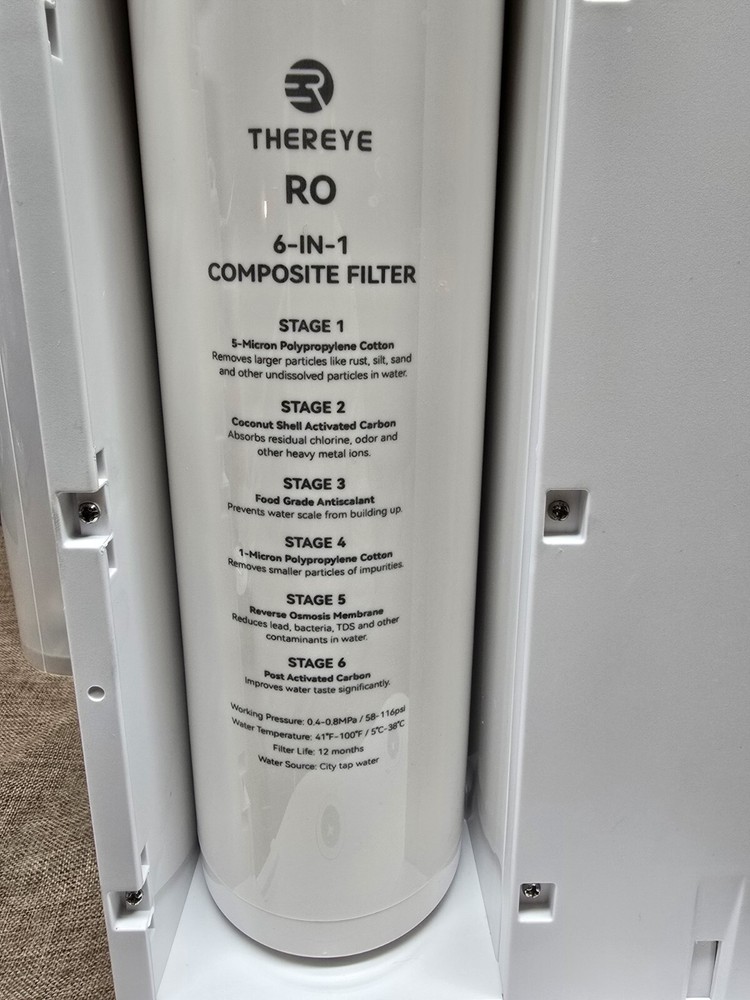 THEREYE
RO
6-IN-1
COMPOSITE FILTER
STAGE 1
5-Micron Polypropylene Cotton
Removes larger particles like rust, silt, sand
and other undissolved particles in water.
STAGE 2
Coconut Shell Activated Carbon
Absorbs residual chlorine, odor and
other heavy metal ions.
STAGE 3
Food Grade Antiscalant
Prevents water scale from building up.
STAGE 4
1-Micron Polypropylene Cotton
Removes smaller particles of impurities.
STAGE 5
Reverse Osmosis Membrane
Reduces lead, bacteria, TDS and other
contaminants in water.
STAGE 6
Post Activated Carbon
Improves water taste significantly.
Working Pressure: 0.4-0.8MPa / 58-116psi
Water Temperature: 41°F-100°F / 5°C-38°C
Filter Life: 12 months
Water Source: City tap water